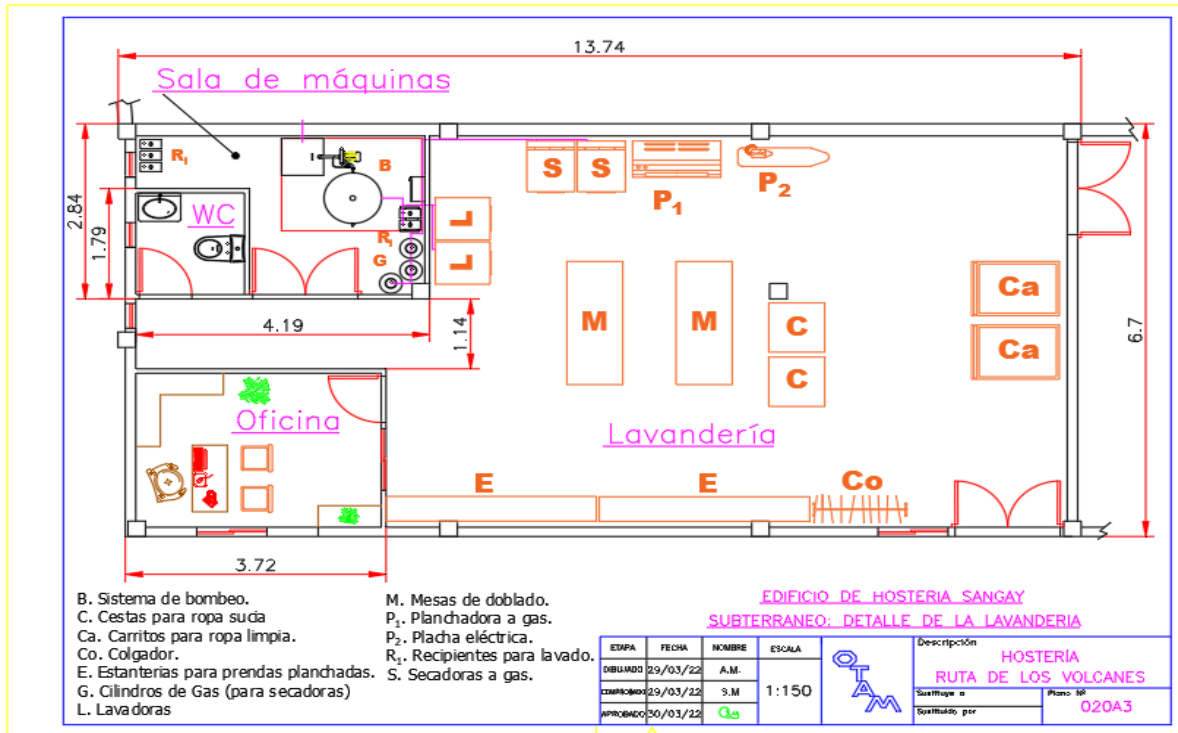 13.74
Sala de máquinas
R₁
B
S
S
P₁
P₂
2.84
1.79
WC
R₁
G
L
L
M
M
C
C
Ca
Ca
6.7
4.19
1.14
Oficina
Lavandería
E
E
Co
3.72
B. Sistema de bombeo.
C. Cestas para ropa sucia
Ca. Carritos para ropa limpia.
Co. Colgador.
E. Estanterias para prendas planchadas.
G. Cilindros de Gas (para secadoras)
L. Lavadoras
M. Mesas de doblado.
P₁. Planchadora a gas.
P₂. Placha eléctrica.
R₁. Recipientes para lavado.
S. Secadoras a gas.
EDIFICIO DE HOSTERIA SANGAY
SUBTERRANEO: DETALLE DE LA LAVANDERIA
ETAPA FECHA NOMBRE ESCALA
DIBUJADO 29/03/22 A.M.
COMPROBADO 29/03/22 S.M
APROBADO 30/03/22
1:150
OTAM
Descripción
HOSTERÍA
RUTA DE LOS VOLCANES
Sustituye a
Sustituido por
Plano Nº
020A3